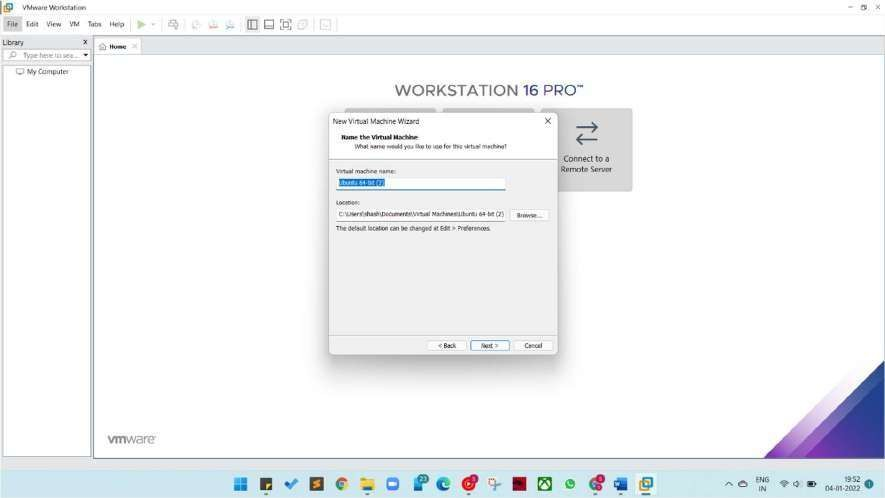 VMware Workstation
File Edit View VM Tabs Help
Library
Type here to sea...
My Computer
Home
WORKSTATION 16 PRO™
Connect to a
Remote Server
New Virtual Machine Wizard
Name the Virtual Machine
What name would you like to use for this virtual machine?
Virtual machine name:
Ubuntu 64-bit (2)
Location:
C:\Users\shash\Documents\Virtual Machines\Ubuntu 64-bit (2)
Browse...
The default location can be changed at Edit > Preferences.
< Back Next > Cancel
vmware
23
ENG
IN
19:52
04-01-2022
1